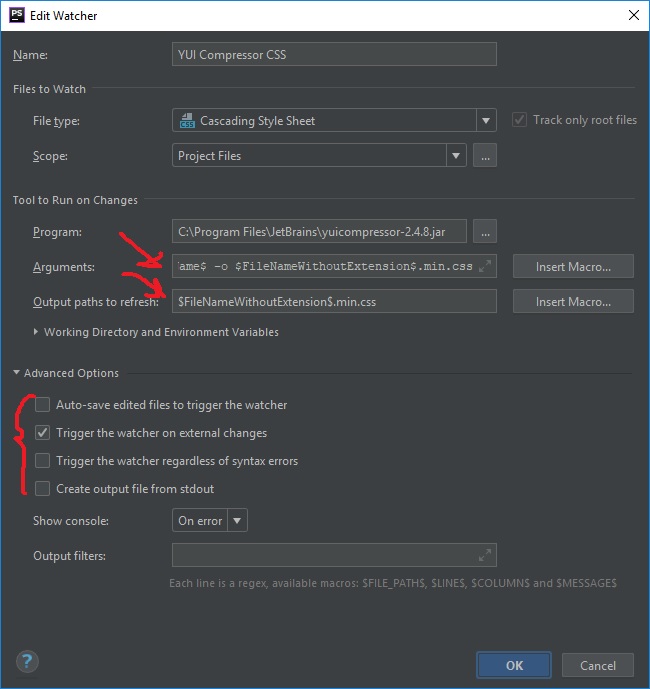 PS Edit Watcher
Name: YUI Compressor CSS
Files to Watch
File type: CSS Cascading Style Sheet Track only root files
Scope: Project Files ...
Tool to Run on Changes
Program: C:\Program Files\JetBrains\yuicompressor-2.4.8.jar ...
Arguments: ame$ -o $FileNameWithoutExtension$.min.css Insert Macro...
Output paths to refresh: $FileNameWithoutExtension$.min.css Insert Macro...
Working Directory and Environment Variables
Advanced Options
Auto-save edited files to trigger the watcher
Trigger the watcher on external changes
Trigger the watcher regardless of syntax errors
Create output file from stdout
Show console: On error
Output filters:
Each line is a regex, available macros: $FILE_PATH$, $LINE$, $COLUMN$ and $MESSAGE$
? OK Cancel